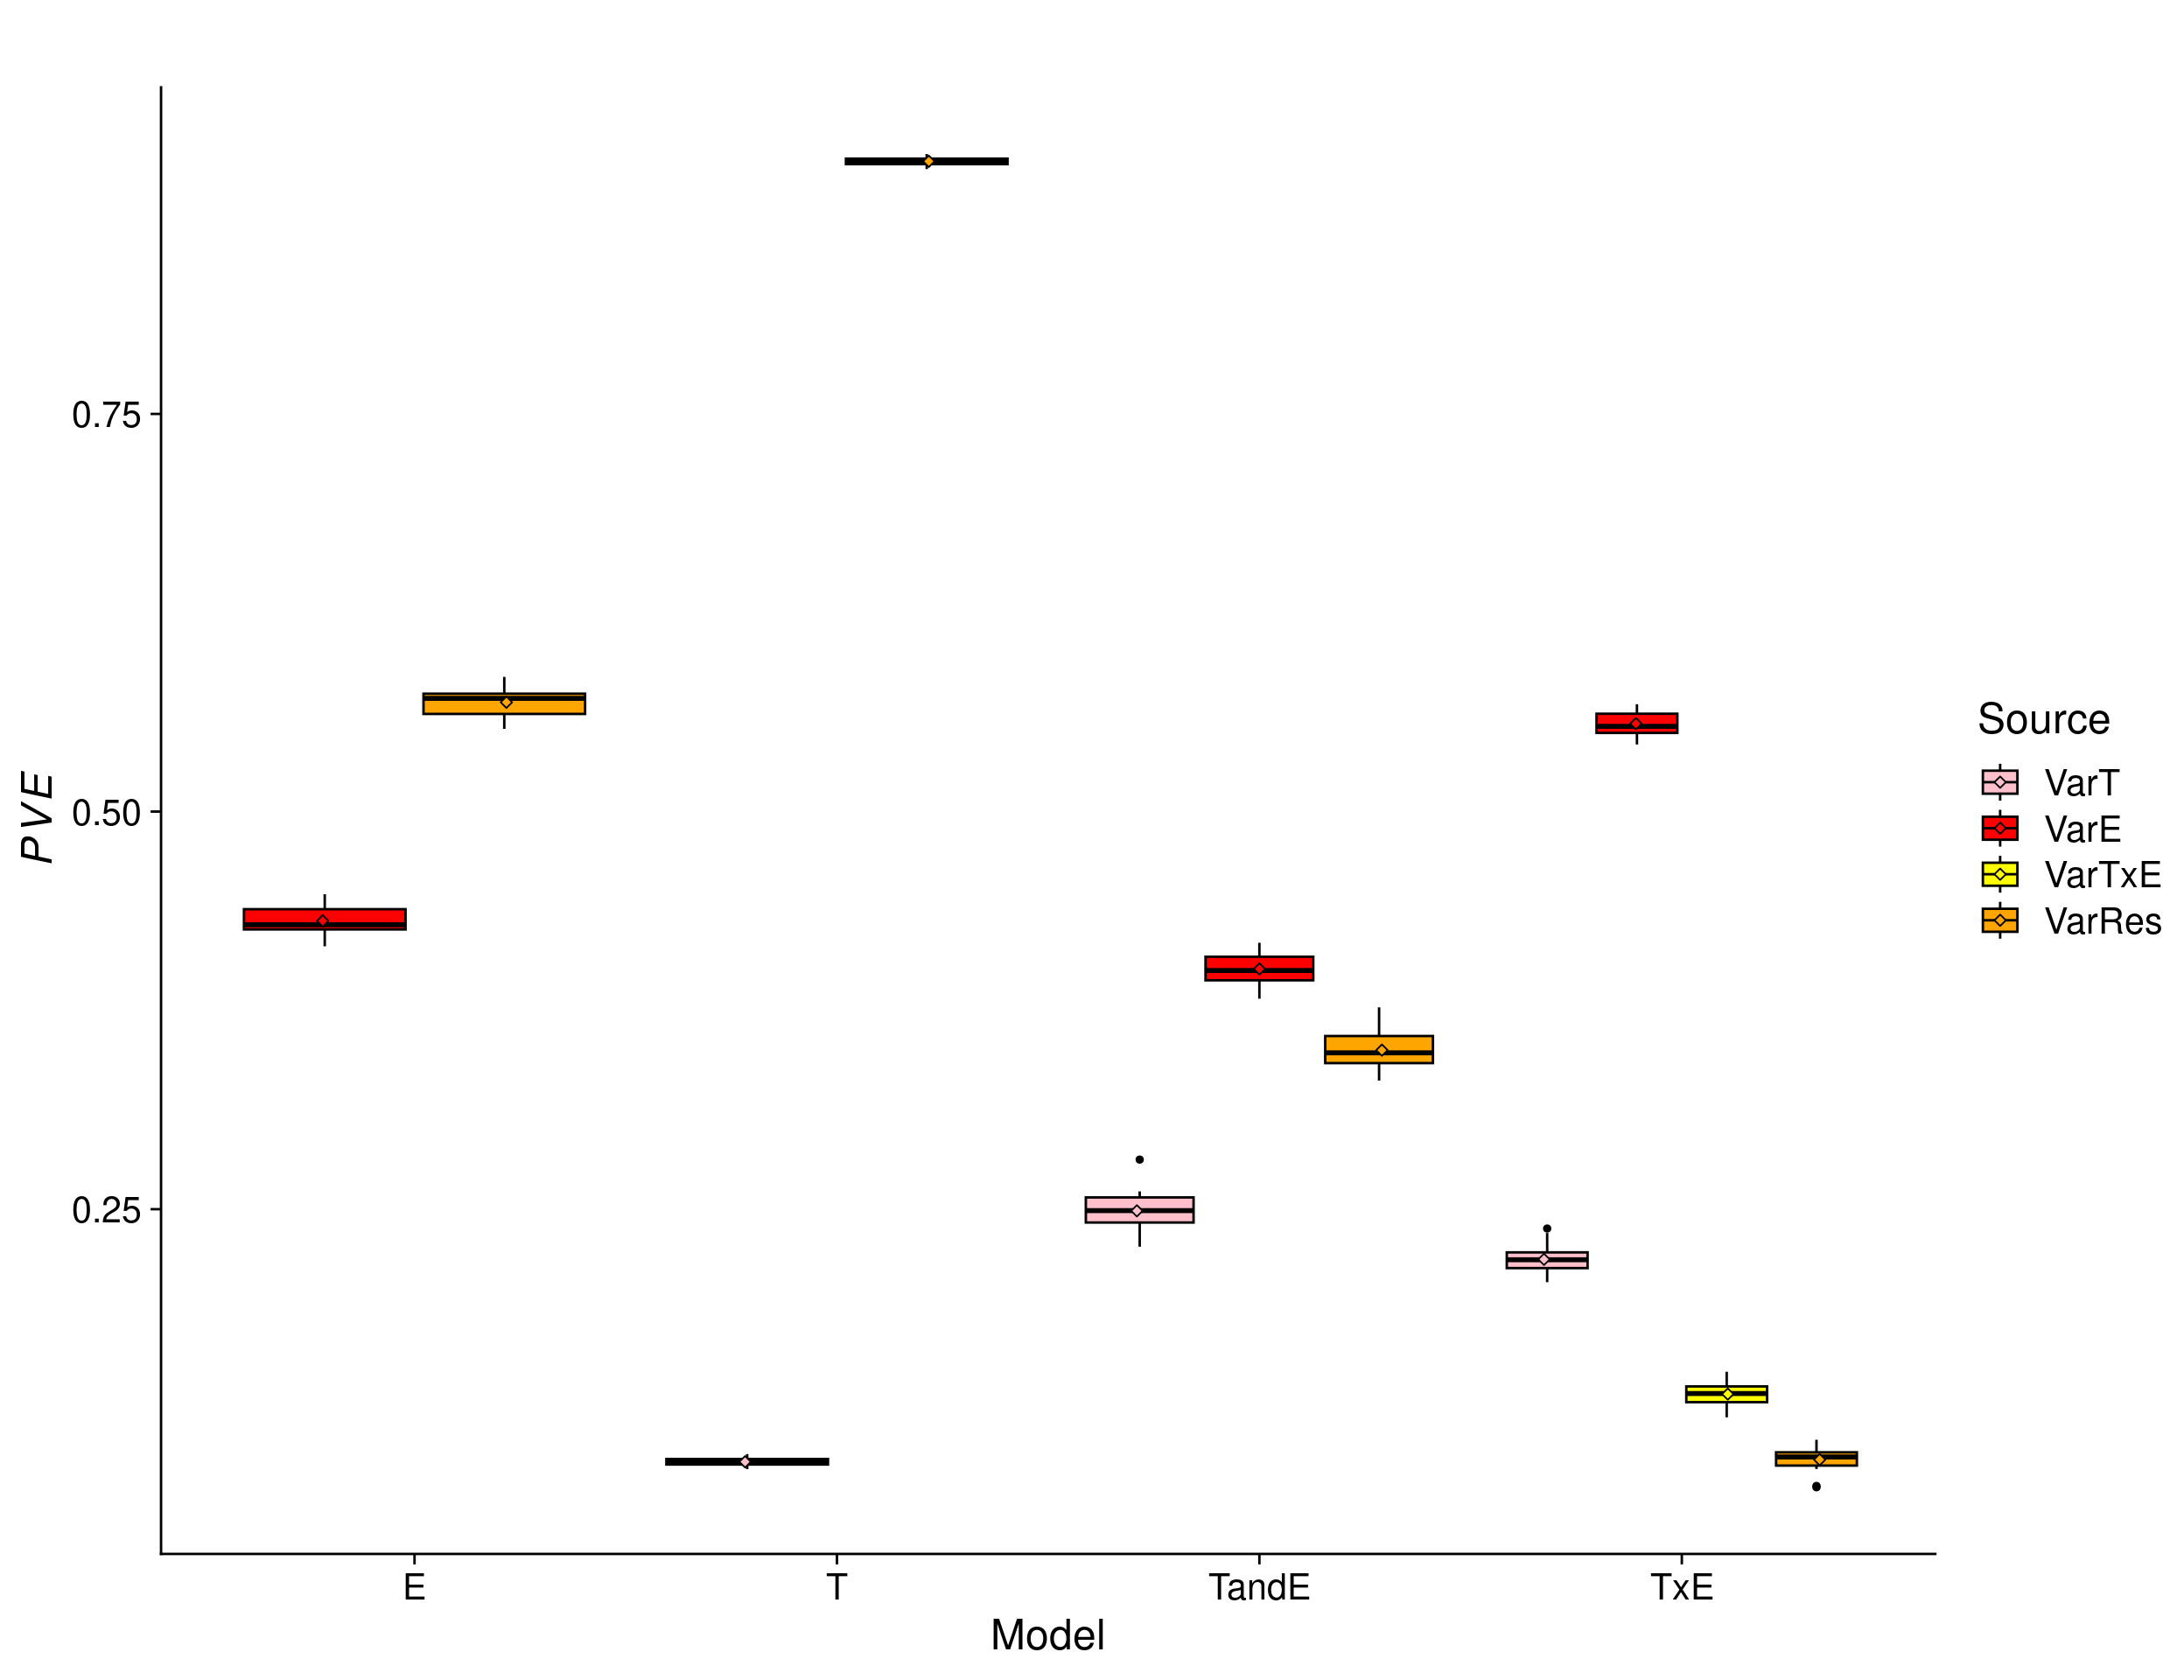 PVE
0.75
0.50
0.25
E
T
TandE
TxE
Model
Source
VarT
VarE
VarTxE
VarRes